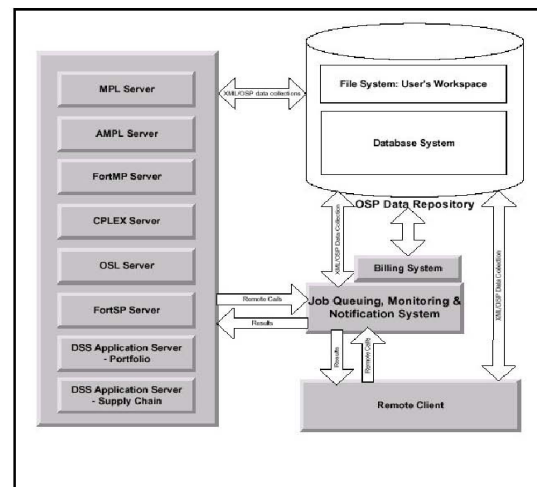 MPL Server
AMPL Server
FortMP Server
CPLEX Server
OSL Server
FortSP Server
DSS Application Server
- Portfolio
DSS Application Server
- Supply Chain
XML/OSP data collections
File System: User's Workspace
Database System
OSP Data Repository
XML/OSP Data Collection
Billing System
XML/OSP Data Collection
Remote Calls
Results
Job Queuing, Monitoring &
Notification System
Results
Remote Calls
Remote Client